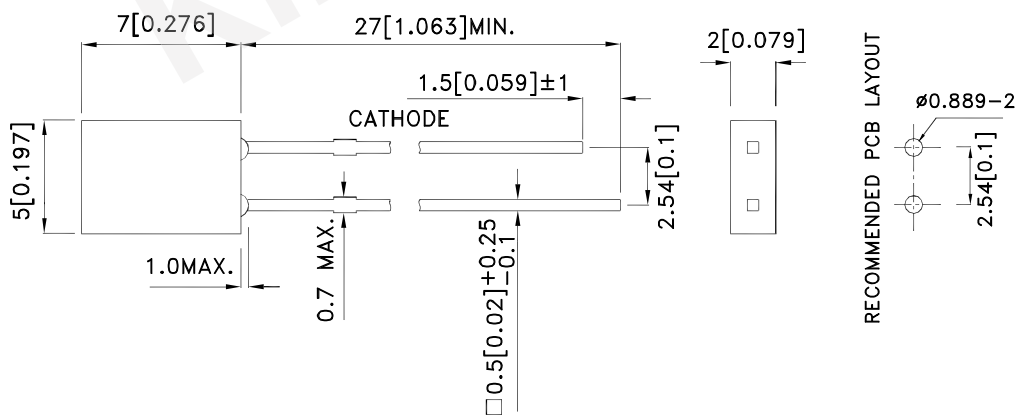 7[0.276]
27[1.063]MIN.
2[0.079]
1.5[0.059]±1
CATHODE
5[0.197]
2.54[0.1]
1.0MAX.
0.7 MAX.
□0.5[0.02]+0.25
-0.1
RECOMMENDED PCB LAYOUT
ø0.889-2
2.54[0.1]